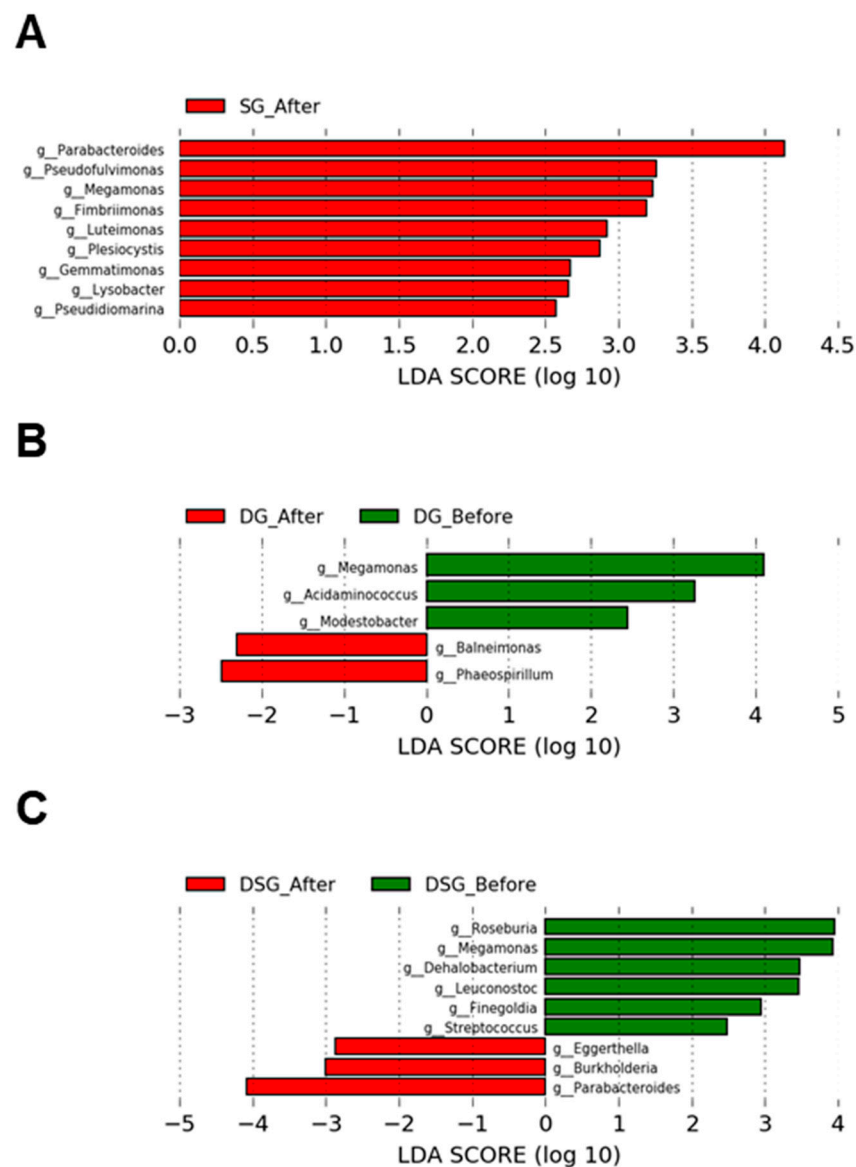 A
SG_After
g__Parabacteroides
g__Pseudofulvimonas
g__Megamonas
g__Fimbriimonas
g__Luteimonas
g__Plesiocystis
g__Gemmatimonas
g__Lysobacter
g__Pseudidiomarina
0.0 0.5 1.0 1.5 2.0 2.5 3.0 3.5 4.0 4.5
LDA SCORE (log 10)
B
DG_After DG_Before
g__Megamonas
g__Acidaminococcus
g__Modestobacter
g__Balneimonas
g__Phaeospirillum
−3 −2 −1 0 1 2 3 4 5
LDA SCORE (log 10)
C
DSG_After DSG_Before
g__Roseburia
g__Megamonas
g__Dehalobacterium
g__Leuconostoc
g__Finegoldia
g__Streptococcus
g__Eggerthella
g__Burkholderia
g__Parabacteroides
−5 −4 −3 −2 −1 0 1 2 3 4
LDA SCORE (log 10)